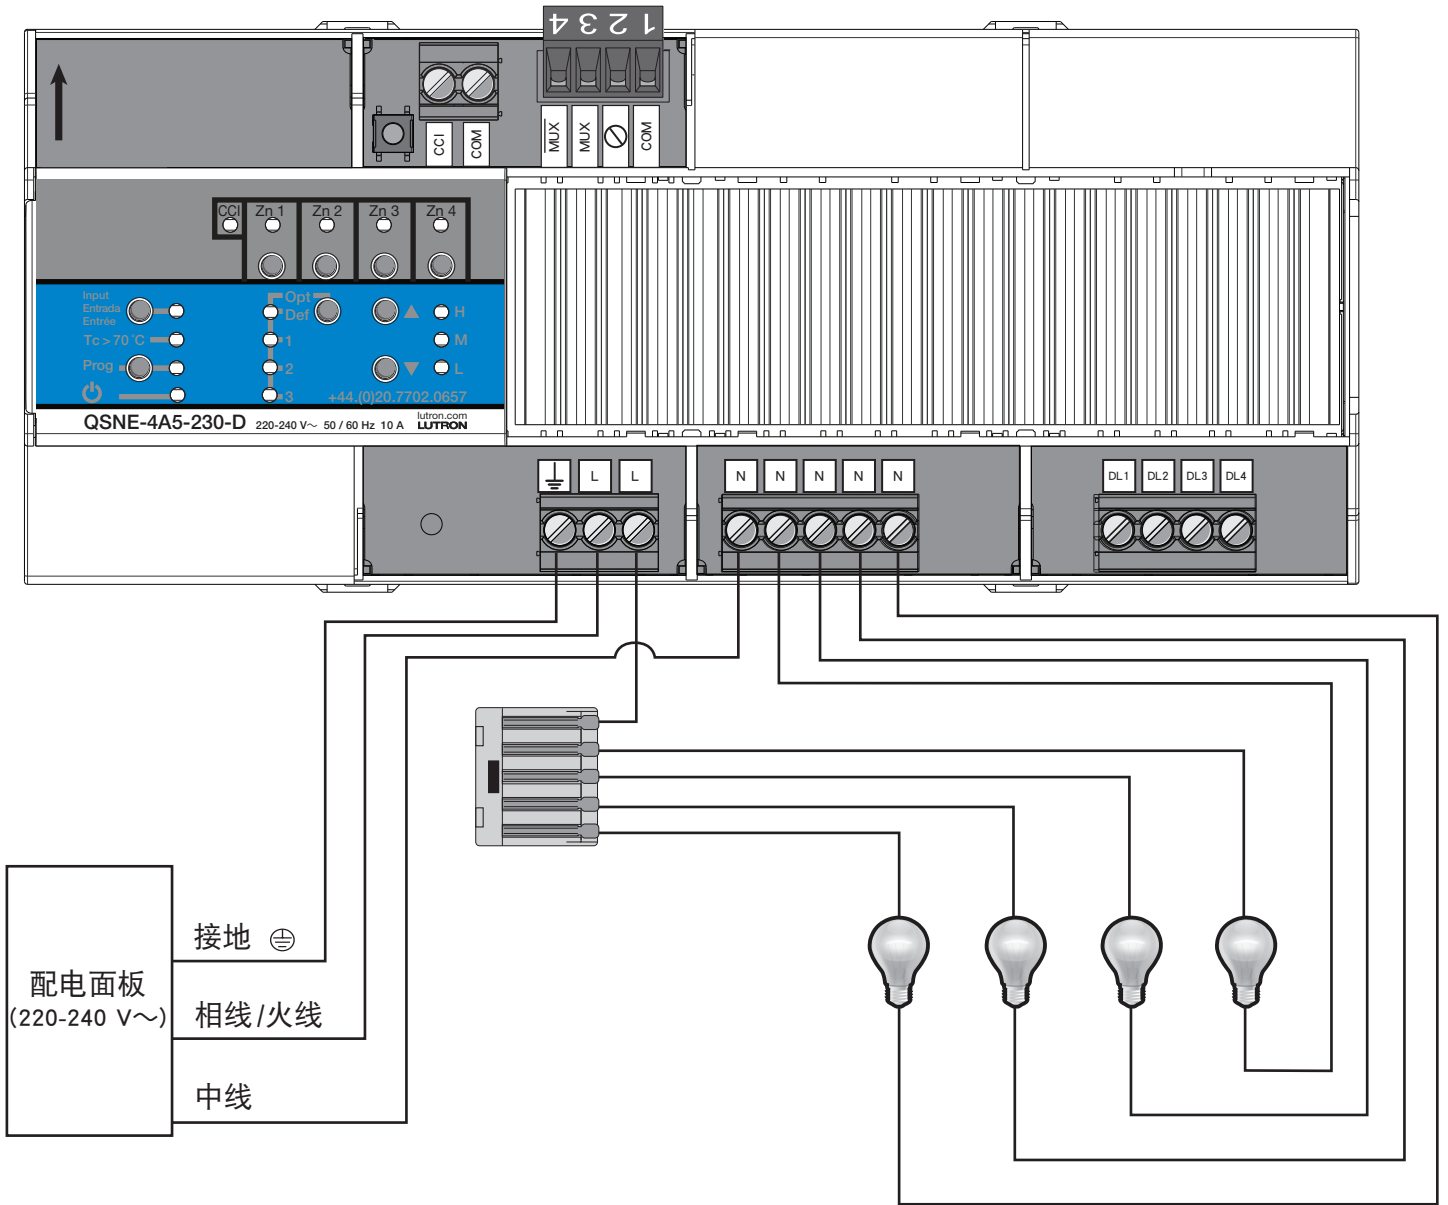 4 3 2 1
CCI
COM
MUX
MUX
COM
CCI Zn 1 Zn 2 Zn 3 Zn 4
Input
Entrada
Entrée
Tc > 70 °C
Prog
Opt
Def
1
2
3
H
M
L
+44.(0)20.7702.0657
QSNE-4A5-230-D 220-240 V~ 50 / 60 Hz 10 A
lutron.com
LUTRON
L L
N N N N N
DL1 DL2 DL3 DL4
接地
配电面板
(220-240 V~)
相线/火线
中线